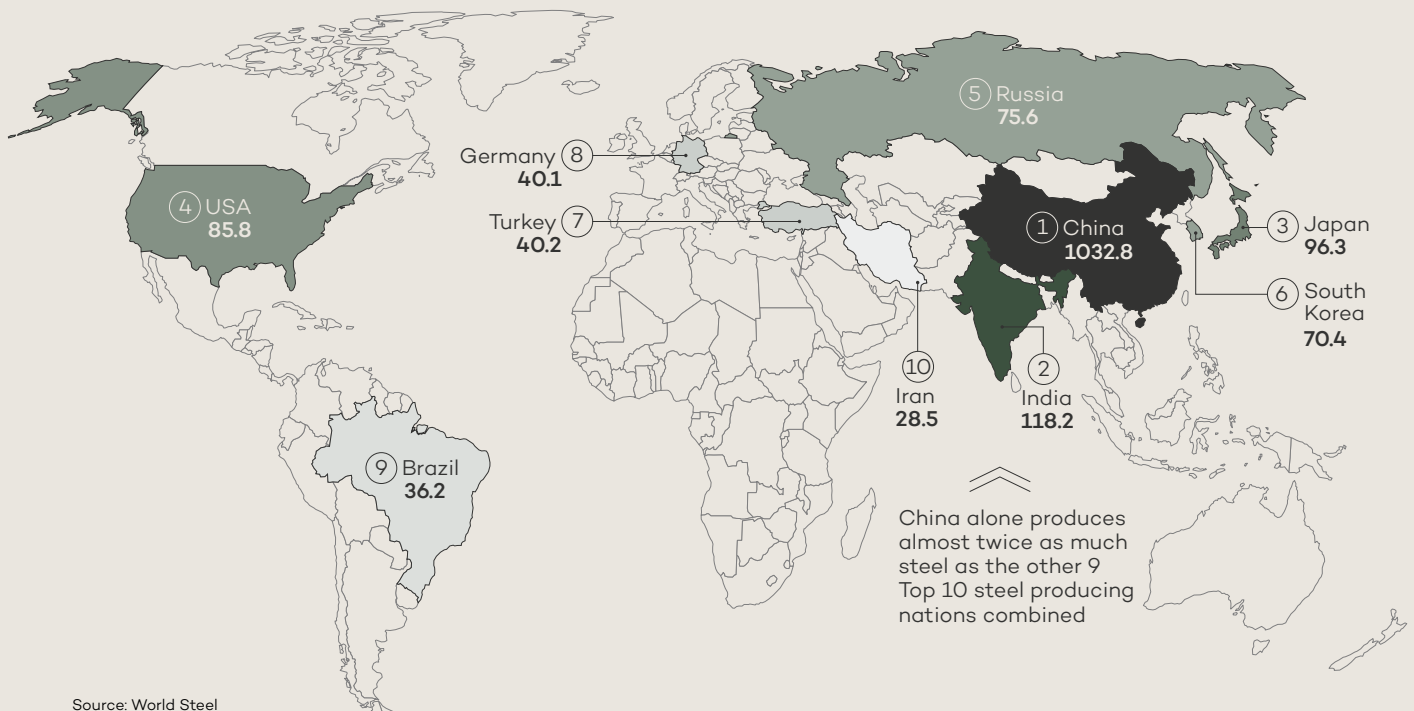 5 Russia
75.6
Germany 8
40.1
4 USA
85.8
Turkey 7
40.2
1 China
1032.8
3 Japan
96.3
6 South
Korea
70.4
10
Iran
28.5
2
India
118.2
9 Brazil
36.2
China alone produces
almost twice as much
steel as the other 9
Top 10 steel producing
nations combined
Source: World Steel